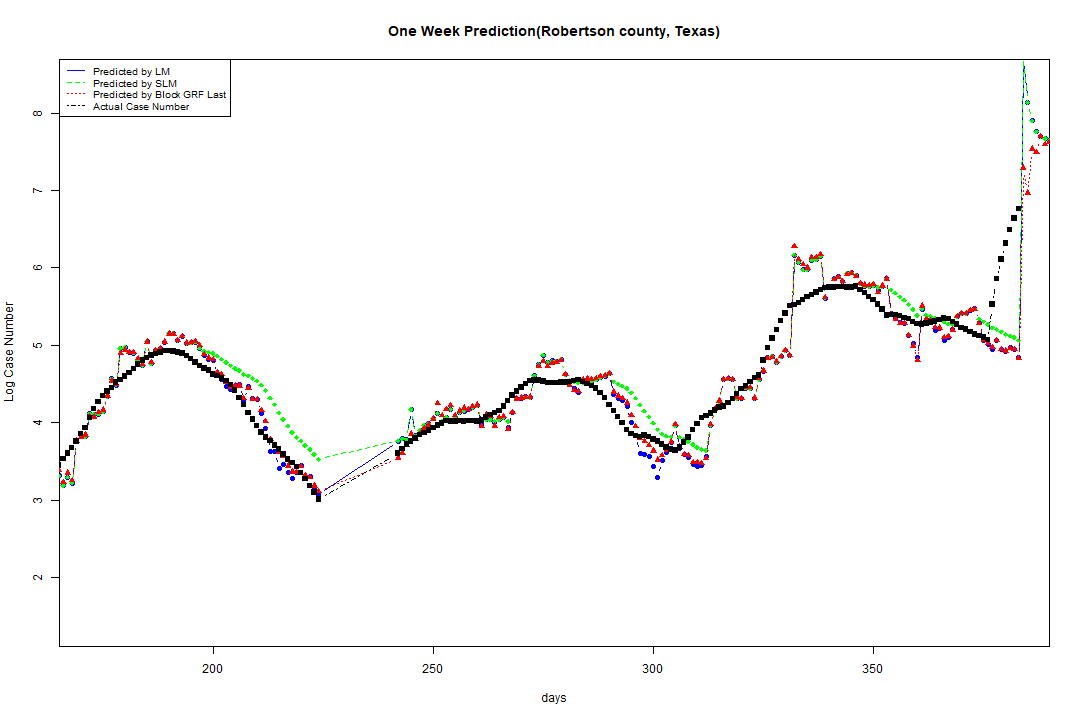 One Week Prediction(Robertson county, Texas)
Predicted by LM
Predicted by SLM
Predicted by Block GRF Last
Actual Case Number
Log Case Number
8
7
6
5
4
3
2
200
250
300
350
days